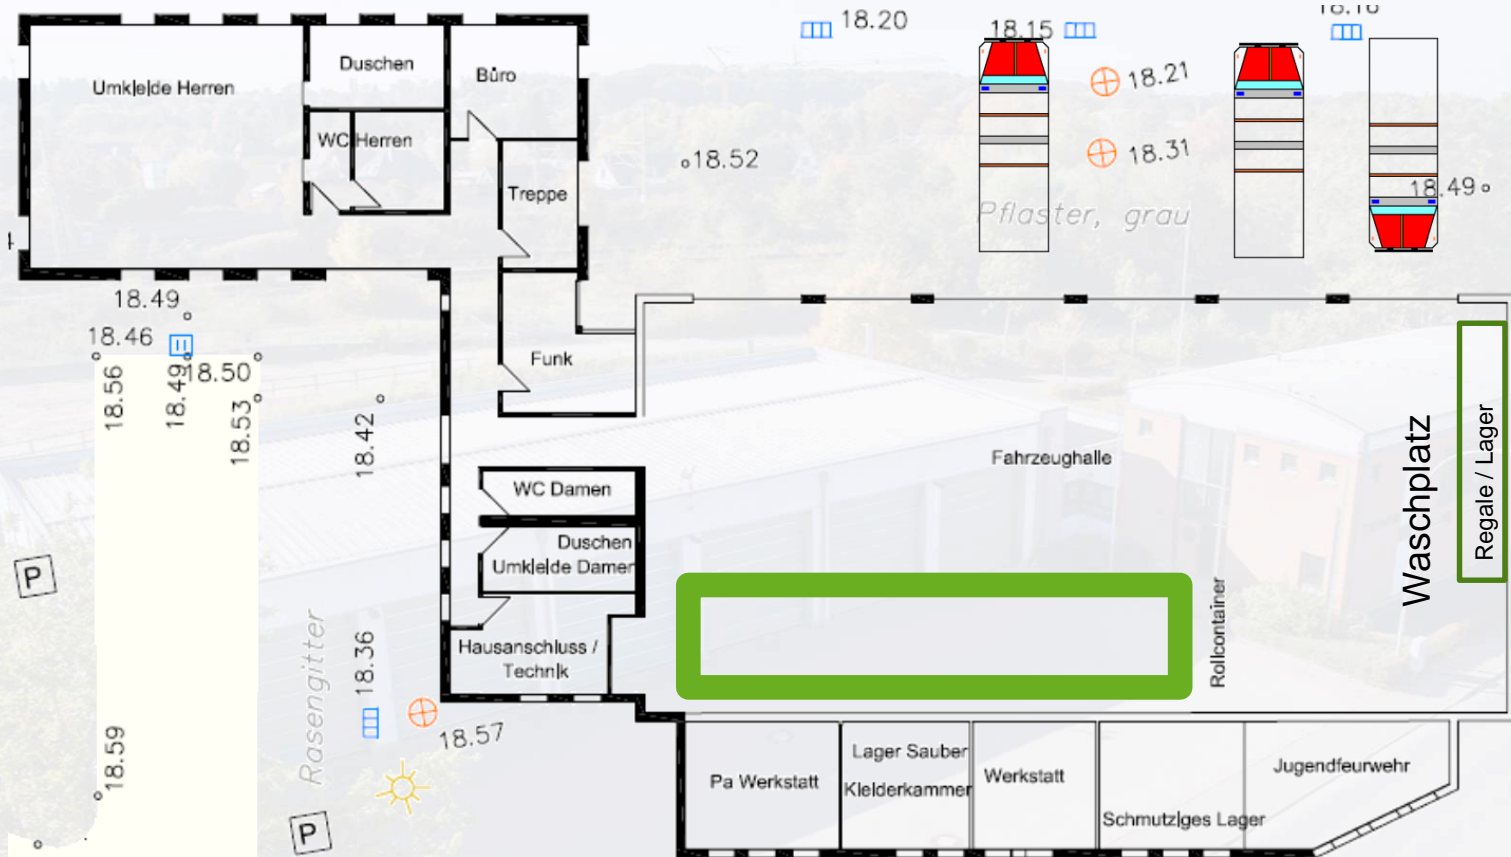 18.20
18.15
18.21
18.31
18.49
18.52
Pflaster, grau
Umkleide Herren
Duschen
Büro
WC Herren
Treppe
4
18.49
18.46
18.50
18.56
18.49
18.53
18.42
Funk
Fahrzeughalle
Waschplatz
Regale / Lager
WC Damen
Duschen
Umkleide Damen
Hausanschluss /
Technik
Rollcontainer
P
Rasengitter
18.36
18.57
18.59
P
Pa Werkstatt
Lager Sauber
Kleiderkammer
Werkstatt
Schmutziges Lager
Jugendfeurwehr